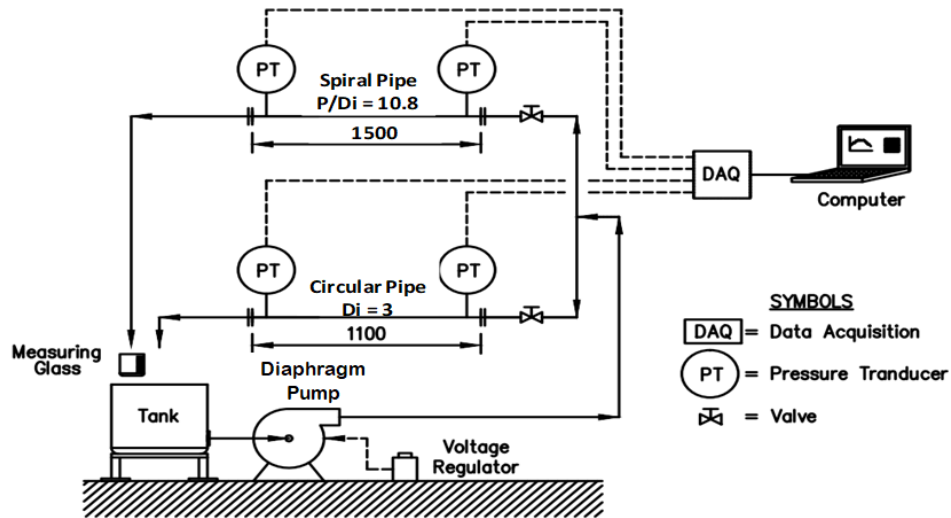 PT
PT
Spiral Pipe
P/Di = 10.8
1500
DAQ
Computer
PT
PT
Circular Pipe
Di = 3
1100
Measuring
Glass
Diaphragm
Pump
Tank
Voltage
Regulator
SYMBOLS
DAQ = Data Acquisition
PT = Pressure Tranducer
= Valve